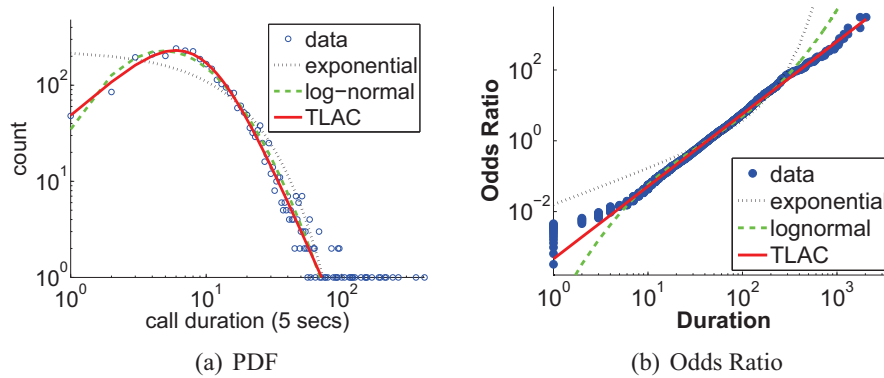 count
10^2
10^1
10^0
10^0
10^1
10^2
call duration (5 secs)
data
exponential
log-normal
TLAC
(a) PDF
Odds Ratio
10^2
10^0
10^-2
10^0
10^1
10^2
10^3
Duration
data
exponential
lognormal
TLAC
(b) Odds Ratio